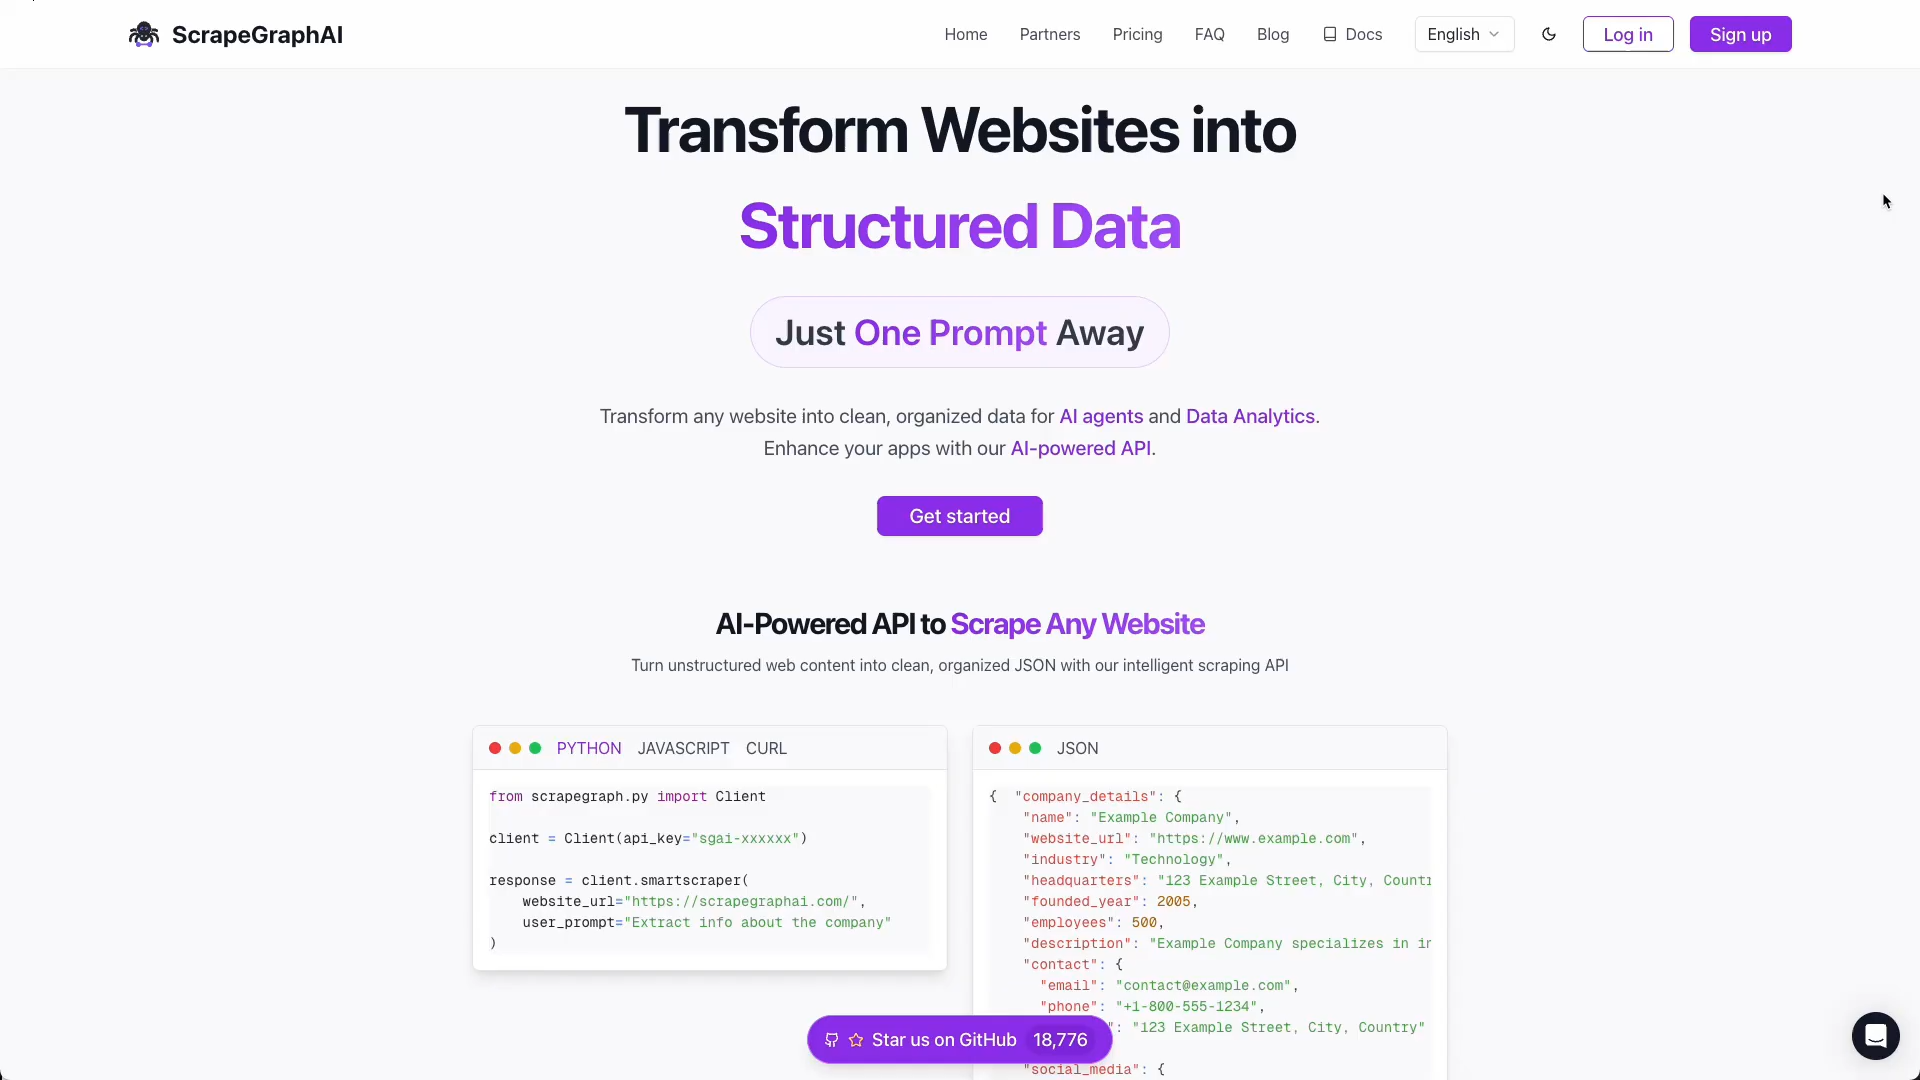 ScrapeGraphAI
Home Partners Pricing FAQ Blog Docs English Log in Sign up
Transform Websites into
Structured Data
Just One Prompt Away
Transform any website into clean, organized data for AI agents and Data Analytics.
Enhance your apps with our AI-powered API.
Get started
AI-Powered API to Scrape Any Website
Turn unstructured web content into clean, organized JSON with our intelligent scraping API
PYTHON JAVASCRIPT CURL
from scrapegraph.py import Client
client = Client(api_key="sgai-xxxxxx")
response = client.smartscraper(
website_url="https://scrapegraphai.com/",
user_prompt="Extract info about the company"
)
JSON
{ "company_details": {
"name": "Example Company",
"website_url": "https://www.example.com",
"industry": "Technology",
"headquarters": "123 Example Street, City, Countr
"founded_year": 2005,
"employees": 500,
"description": "Example Company specializes in in
"contact": {
"email": "contact@example.com",
"phone": "+1-800-555-1234",
": "123 Example Street, City, Country"
"social_media": {
Star us on GitHub 18,776